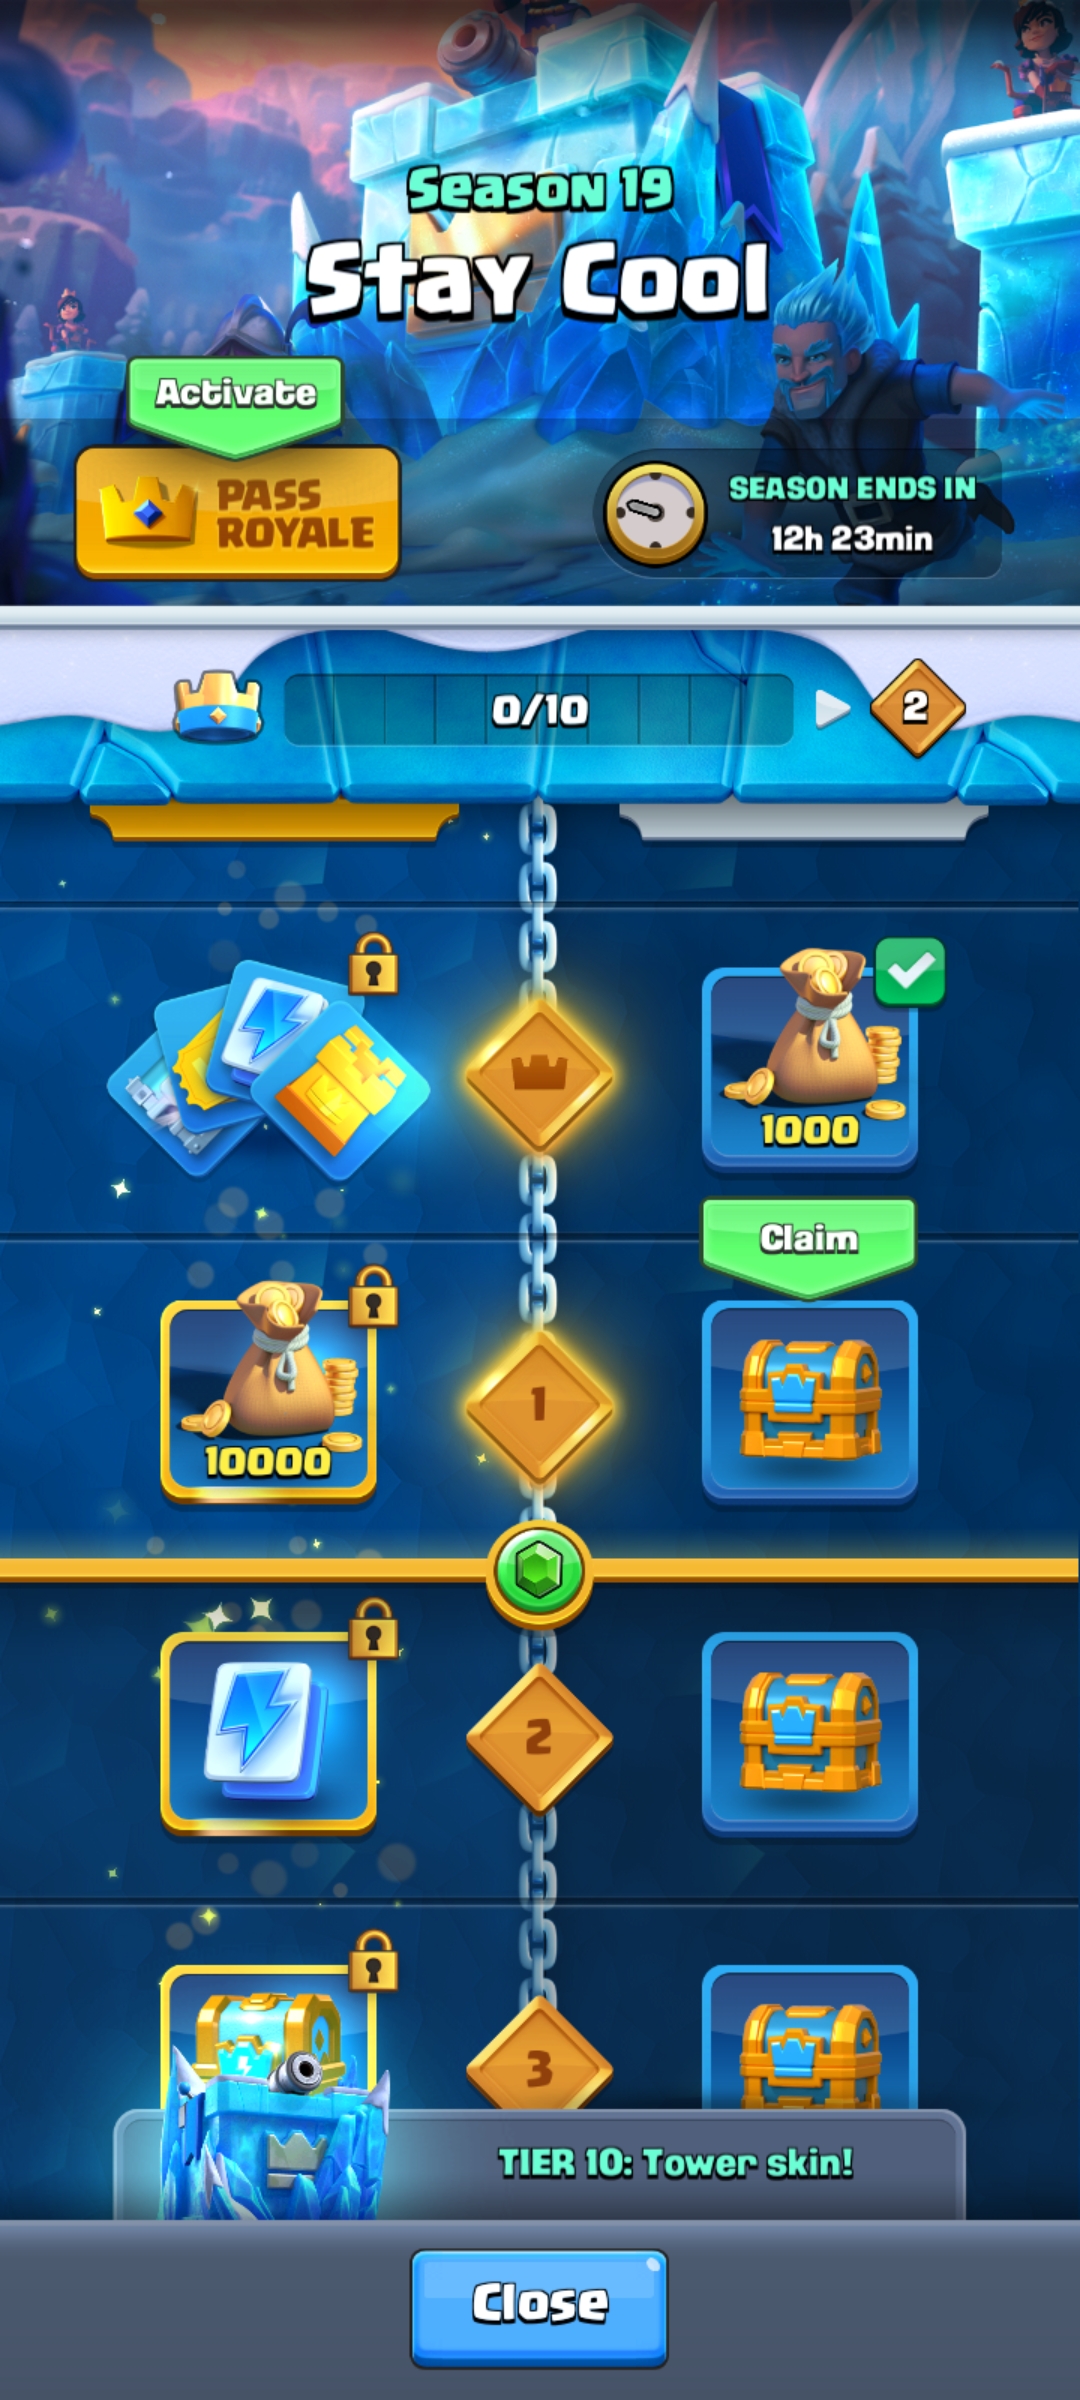 Season 19
Stay Cool
Activate
PASS
ROYALE
SEASON ENDS IN
12h 23min
0/10
2
1000
Claim
1
10000
2
3
TIER 10: Tower skin!
Close